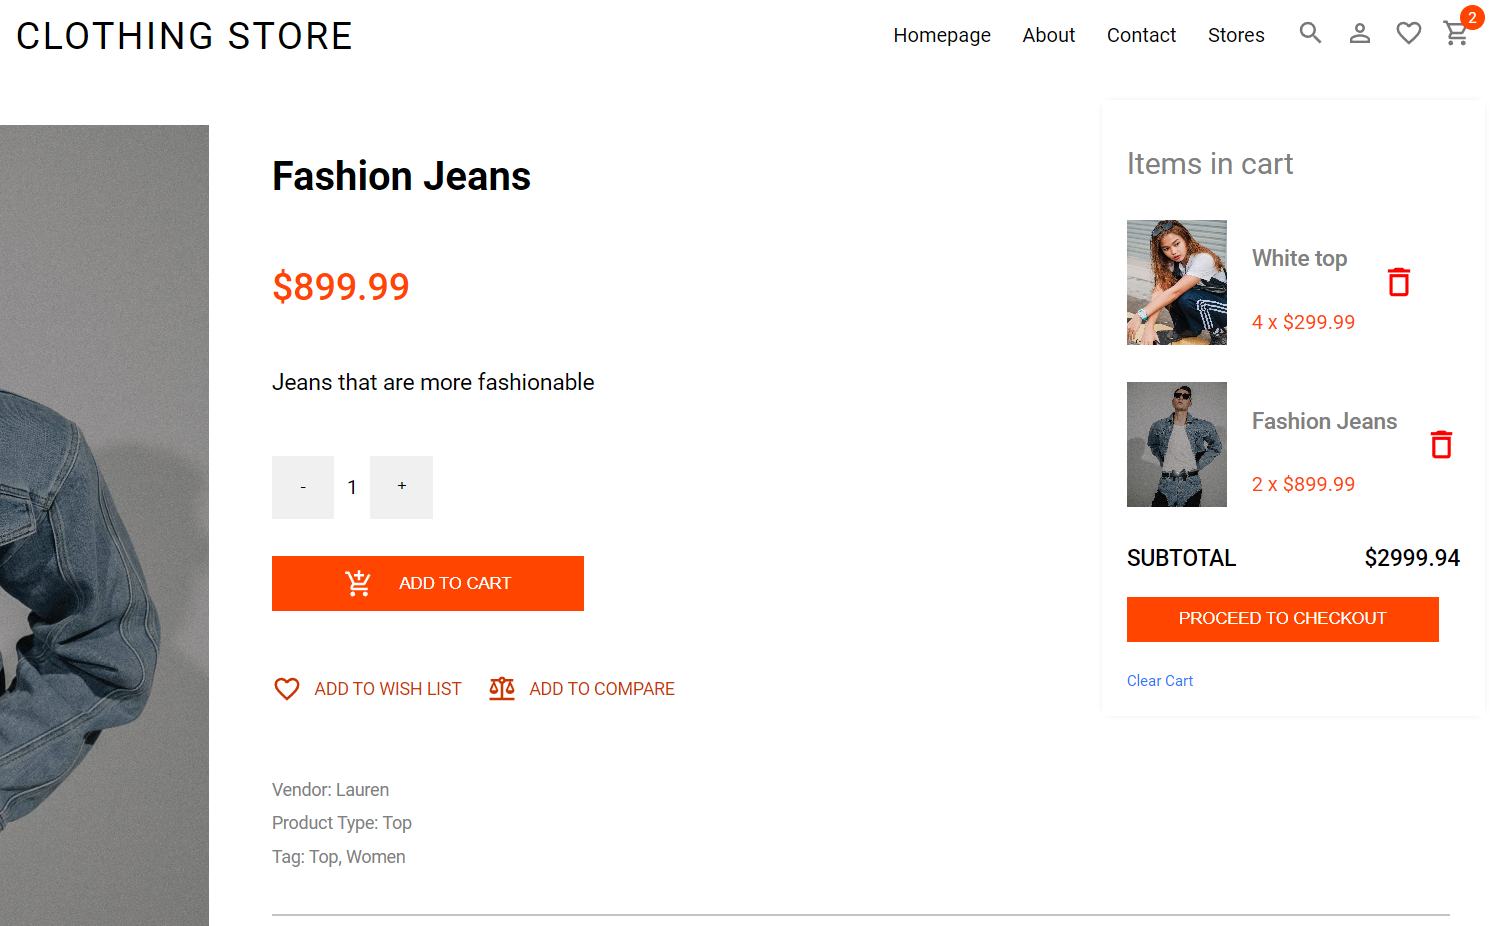 CLOTHING STORE
Homepage About Contact Stores 2
Fashion Jeans
$899.99
Jeans that are more fashionable
- 1 +
ADD TO CART
ADD TO WISH LIST ADD TO COMPARE
Vendor: Lauren
Product Type: Top
Tag: Top, Women
Items in cart
White top
4 x $299.99
Fashion Jeans
2 x $899.99
SUBTOTAL $2999.94
PROCEED TO CHECKOUT
Clear Cart